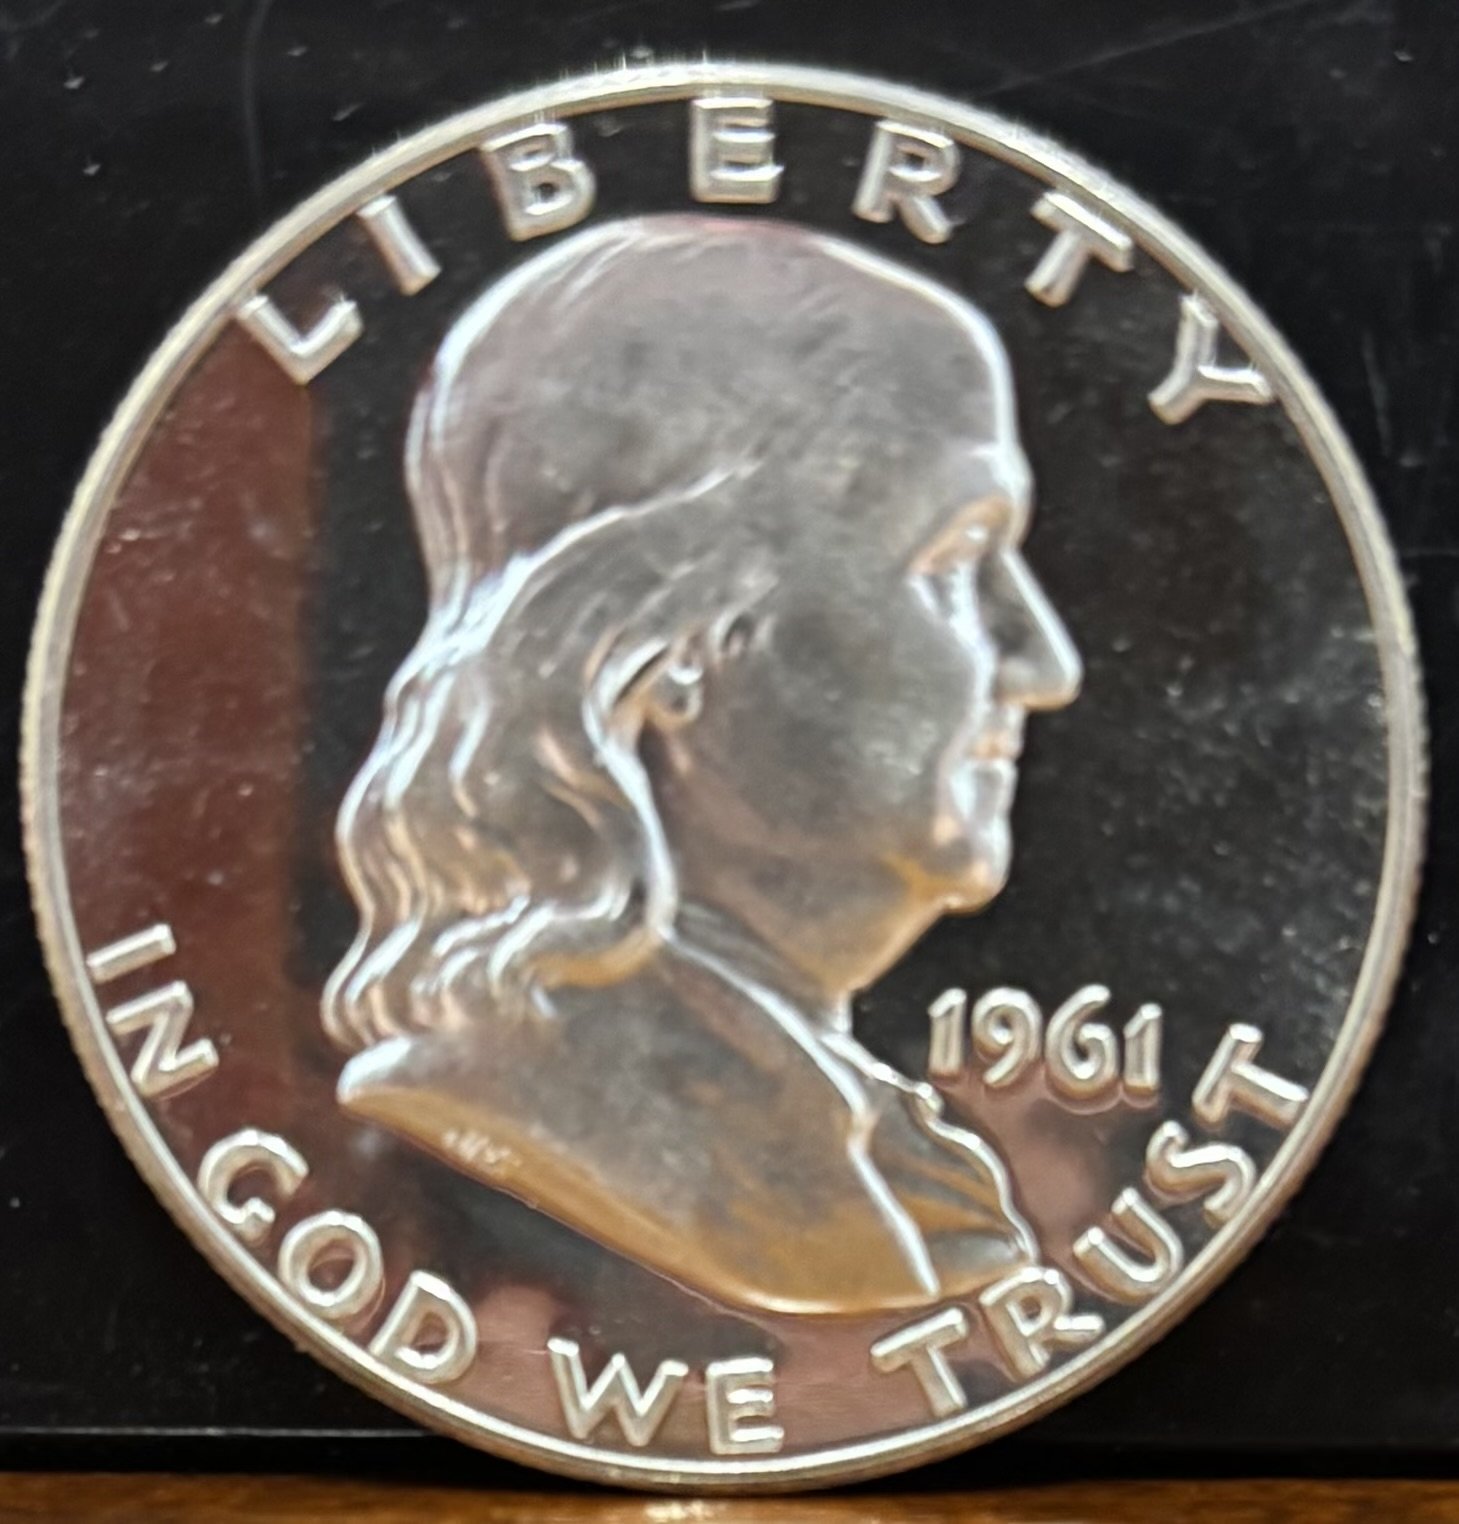 LIBERTY
1961
IN GOD WE TRUST